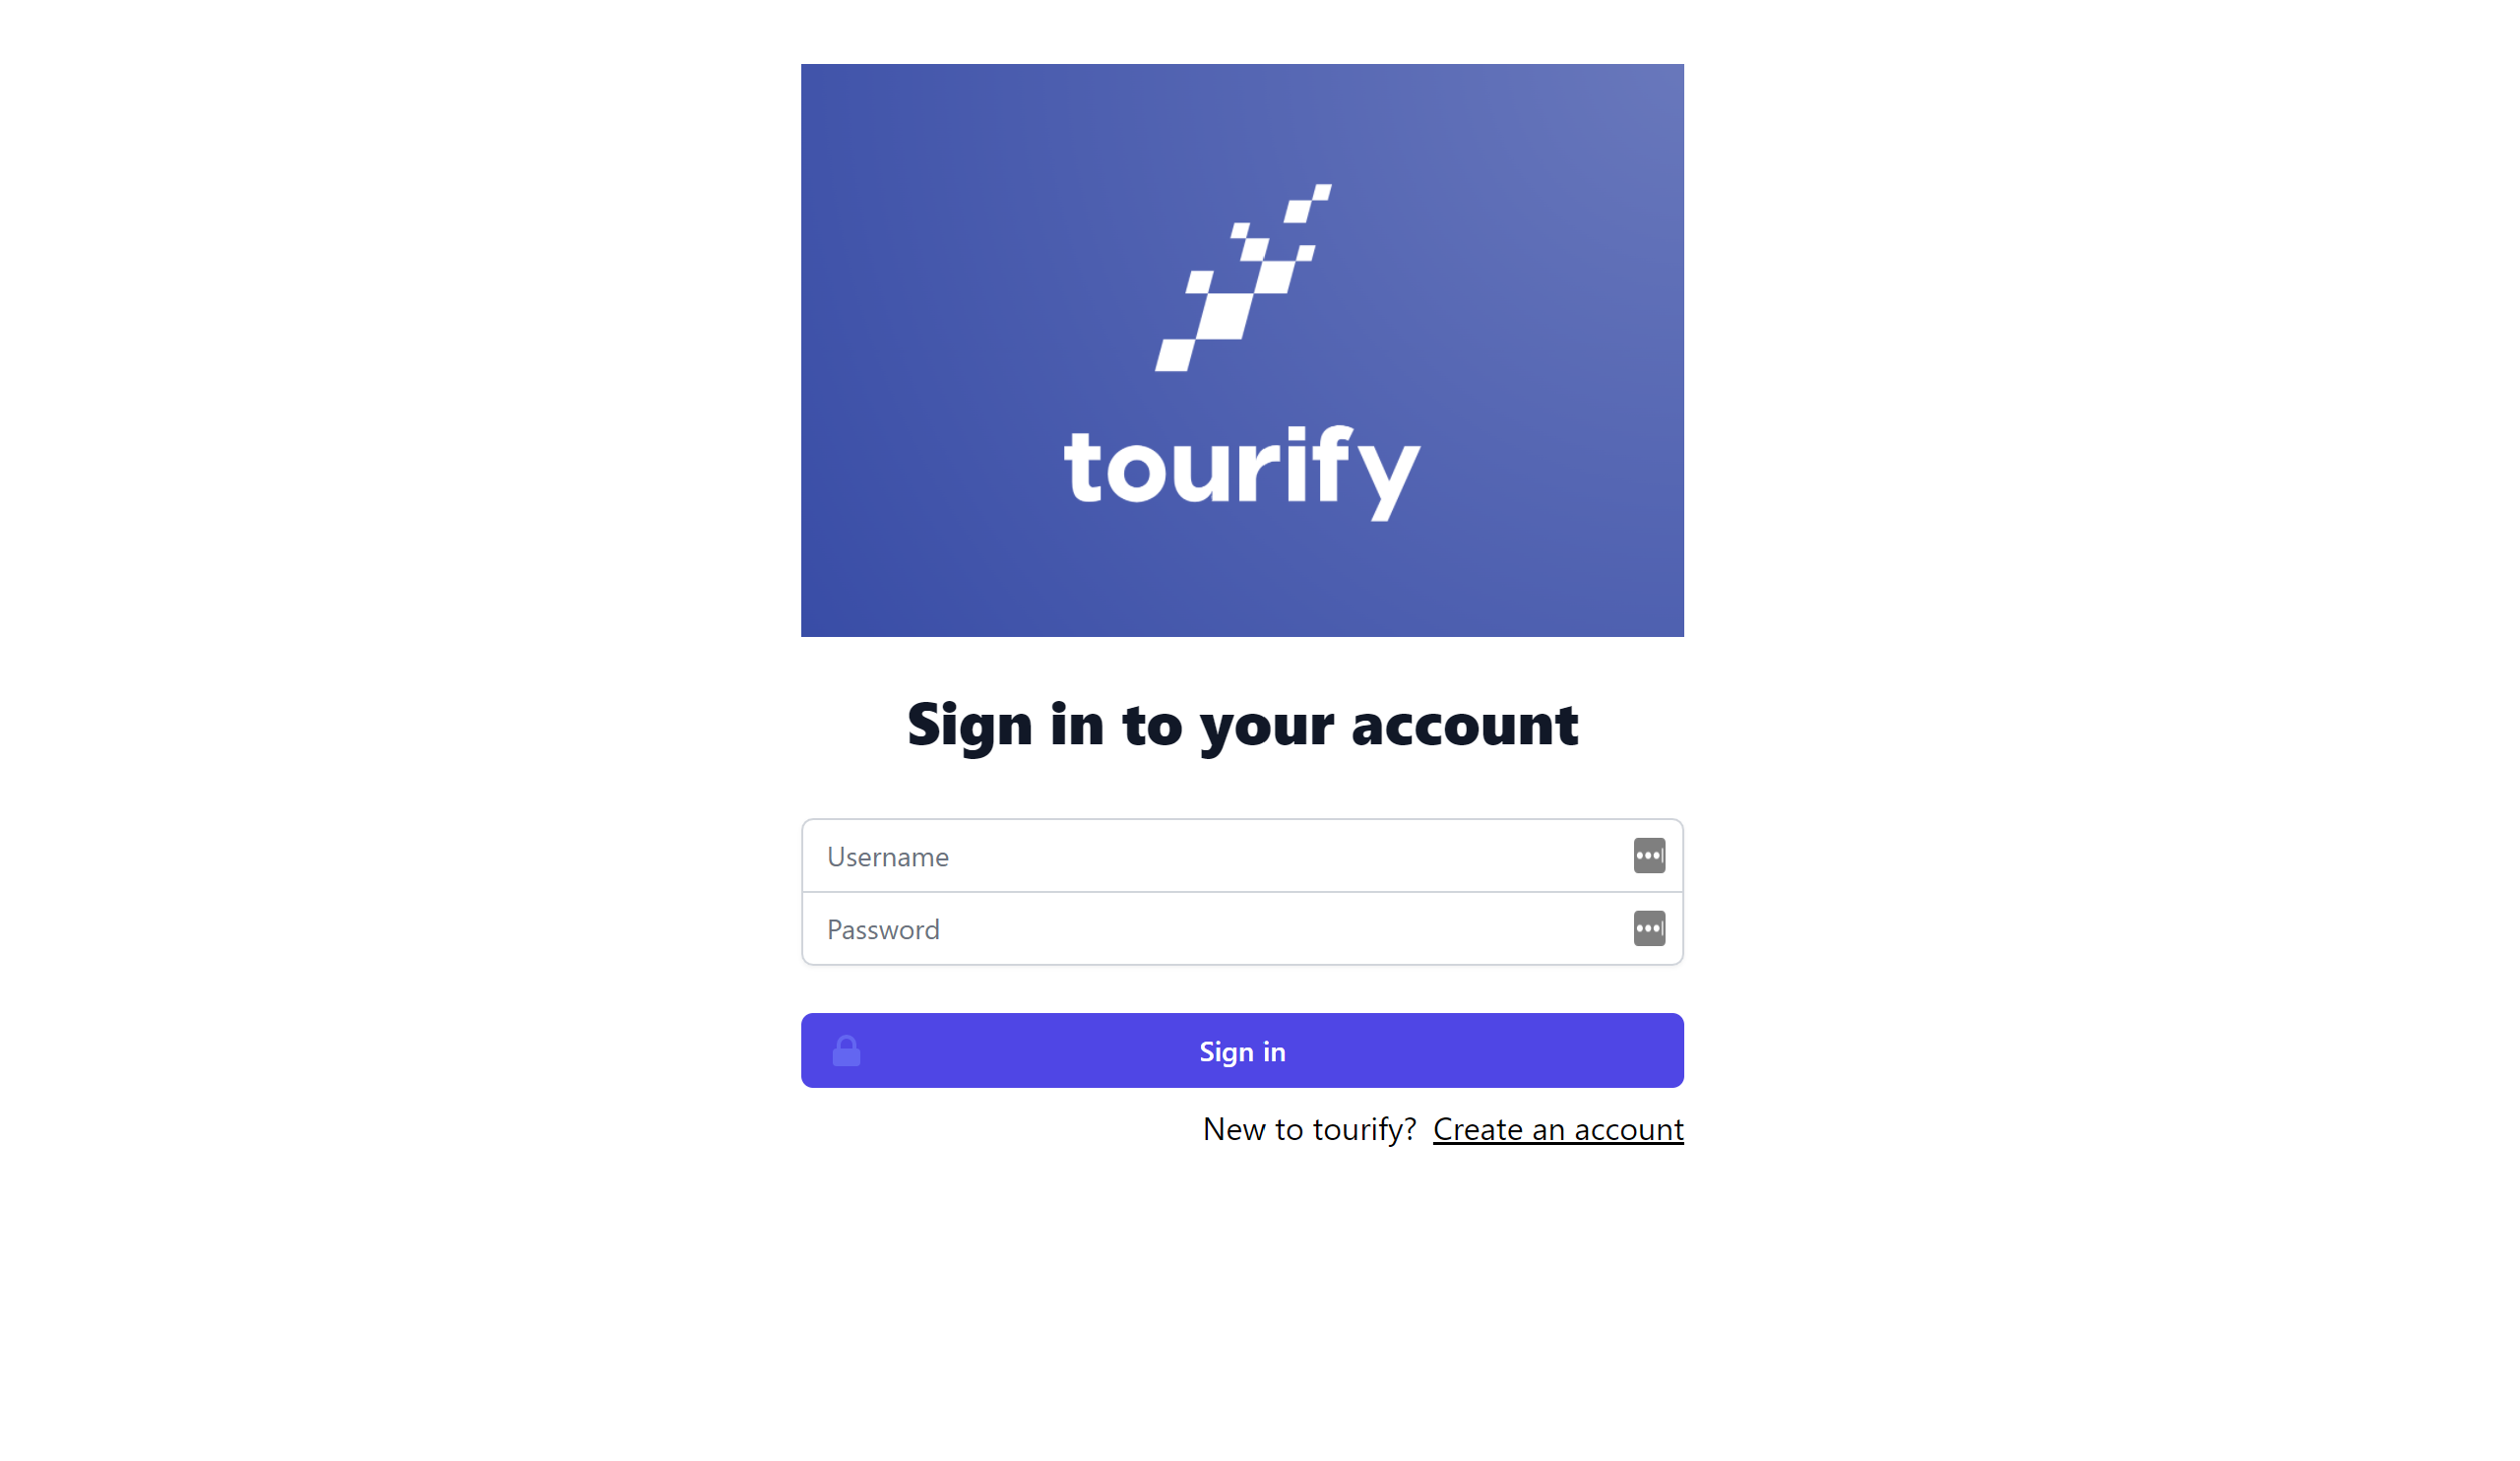 tourify
Sign in to your account
Username
Password
Sign in
New to tourify? Create an account